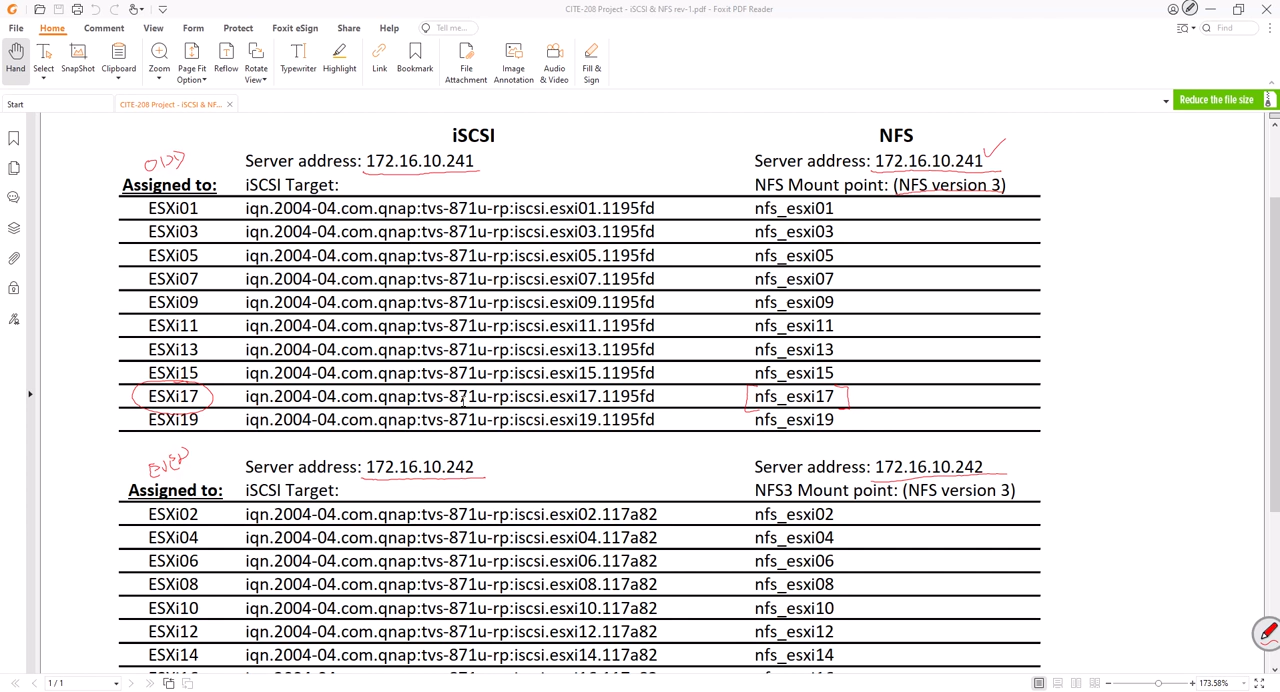 CITE-208 Project - iSCSI & NFS rev-1.pdf - Foxit PDF Reader
File Home Comment View Form Protect Foxit eSign Share Help Tell me... Find
Hand Select SnapShot Clipboard Zoom Page Fit Option Reflow Rotate View Typewriter Highlight Link Bookmark File Attachment Image Annotation Audio & Video Fill & Sign
Start CITE-208 Project - iSCSI & NF... Reduce the file size
iSCSI NFS
ODD Server address: 172.16.10.241 Server address: 172.16.10.241
Assigned to: iSCSI Target: NFS Mount point: (NFS version 3)
ESXi01 iqn.2004-04.com.qnap:tvs-871u-rp:iscsi.esxi01.1195fd nfs_esxi01
ESXi03 iqn.2004-04.com.qnap:tvs-871u-rp:iscsi.esxi03.1195fd nfs_esxi03
ESXi05 iqn.2004-04.com.qnap:tvs-871u-rp:iscsi.esxi05.1195fd nfs_esxi05
ESXi07 iqn.2004-04.com.qnap:tvs-871u-rp:iscsi.esxi07.1195fd nfs_esxi07
ESXi09 iqn.2004-04.com.qnap:tvs-871u-rp:iscsi.esxi09.1195fd nfs_esxi09
ESXi11 iqn.2004-04.com.qnap:tvs-871u-rp:iscsi.esxi11.1195fd nfs_esxi11
ESXi13 iqn.2004-04.com.qnap:tvs-871u-rp:iscsi.esxi13.1195fd nfs_esxi13
ESXi15 iqn.2004-04.com.qnap:tvs-871u-rp:iscsi.esxi15.1195fd nfs_esxi15
ESXi17 iqn.2004-04.com.qnap:tvs-871u-rp:iscsi.esxi17.1195fd nfs_esxi17
ESXi19 iqn.2004-04.com.qnap:tvs-871u-rp:iscsi.esxi19.1195fd nfs_esxi19
EVEN Server address: 172.16.10.242 Server address: 172.16.10.242
Assigned to: iSCSI Target: NFS3 Mount point: (NFS version 3)
ESXi02 iqn.2004-04.com.qnap:tvs-871u-rp:iscsi.esxi02.117a82 nfs_esxi02
ESXi04 iqn.2004-04.com.qnap:tvs-871u-rp:iscsi.esxi04.117a82 nfs_esxi04
ESXi06 iqn.2004-04.com.qnap:tvs-871u-rp:iscsi.esxi06.117a82 nfs_esxi06
ESXi08 iqn.2004-04.com.qnap:tvs-871u-rp:iscsi.esxi08.117a82 nfs_esxi08
ESXi10 iqn.2004-04.com.qnap:tvs-871u-rp:iscsi.esxi10.117a82 nfs_esxi10
ESXi12 iqn.2004-04.com.qnap:tvs-871u-rp:iscsi.esxi12.117a82 nfs_esxi12
ESXi14 iqn.2004-04.com.qnap:tvs-871u-rp:iscsi.esxi14.117a82 nfs_esxi14
1 / 1 173.58%